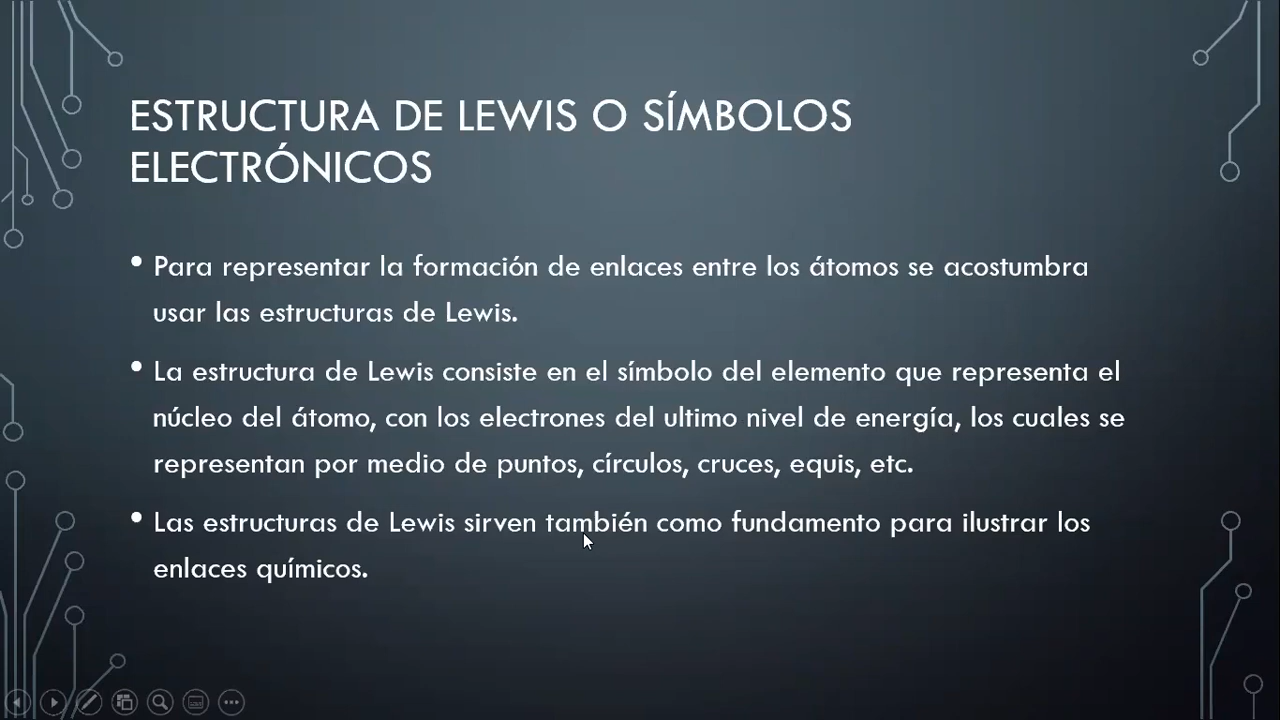 ESTRUCTURA DE LEWIS O SÍMBOLOS
ELECTRÓNICOS
• Para representar la formación de enlaces entre los átomos se acostumbra
usar las estructuras de Lewis.
• La estructura de Lewis consiste en el símbolo del elemento que representa el
núcleo del átomo, con los electrones del ultimo nivel de energía, los cuales se
representan por medio de puntos, círculos, cruces, equis, etc.
• Las estructuras de Lewis sirven también como fundamento para ilustrar los
enlaces químicos.